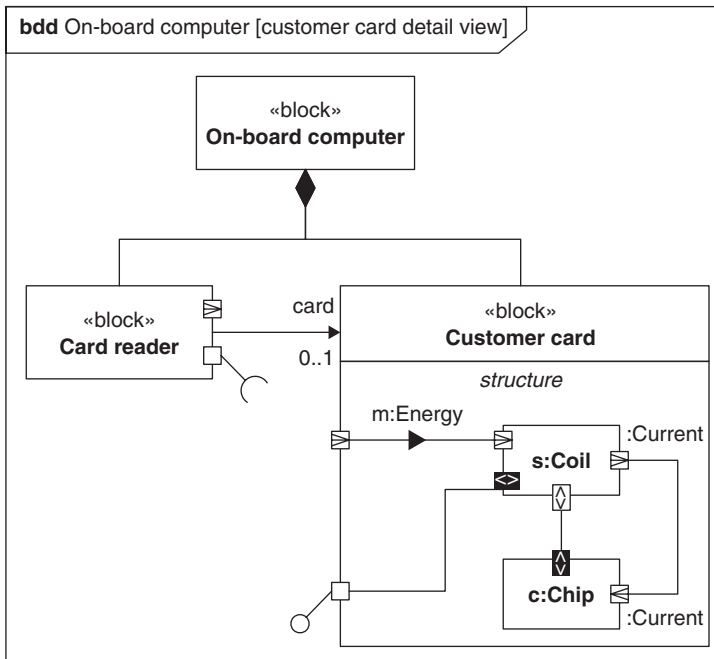 bdd On-board computer [customer card detail view]
«block»
On-board computer
«block»
Card reader
card
0..1
«block»
Customer card
structure
m:Energy
s:Coil
:Current
c:Chip
:Current